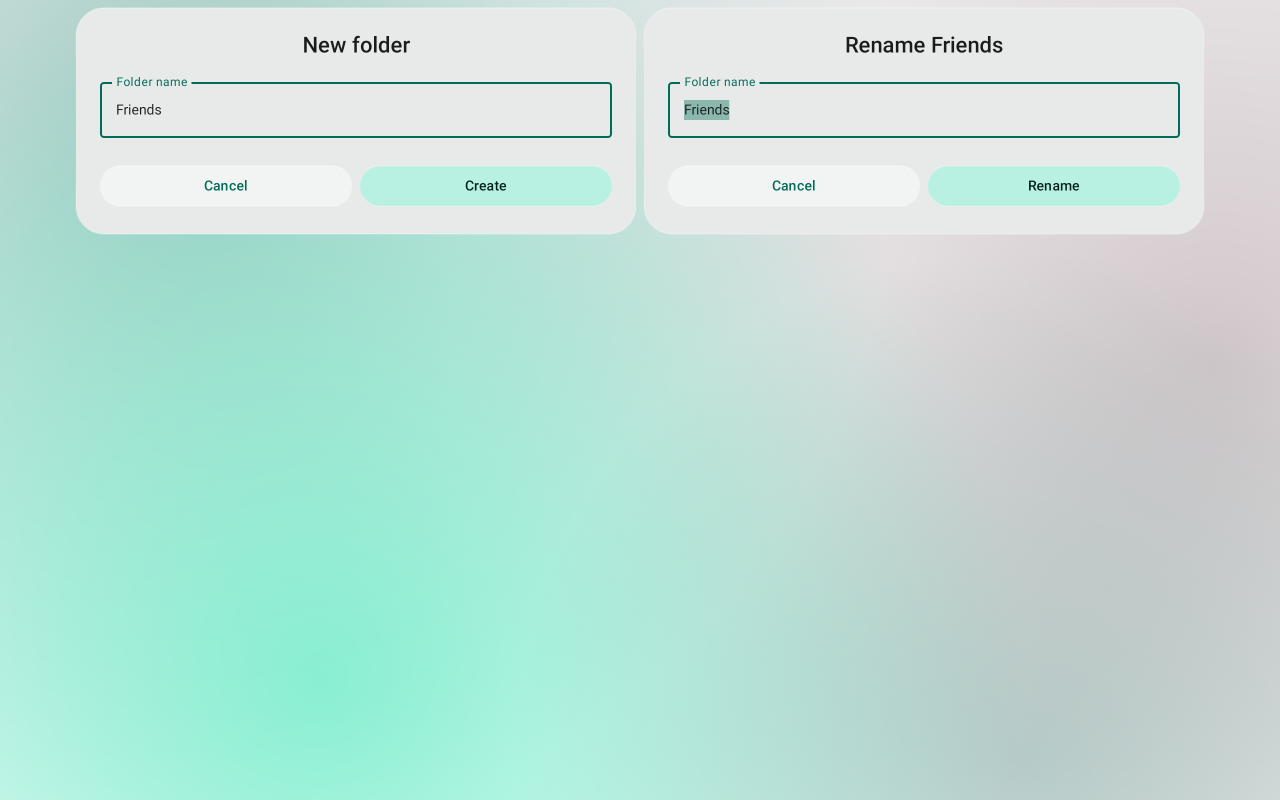 New folder
Folder name
Friends
Cancel
Create
Rename Friends
Folder name
Friends
Cancel
Rename